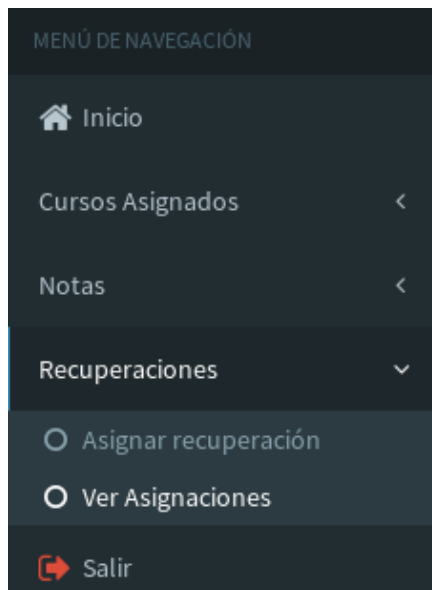 MENÚ DE NAVEGACIÓN
Inicio
Cursos Asignados
Notas
Recuperaciones
Asignar recuperación
Ver Asignaciones
Salir